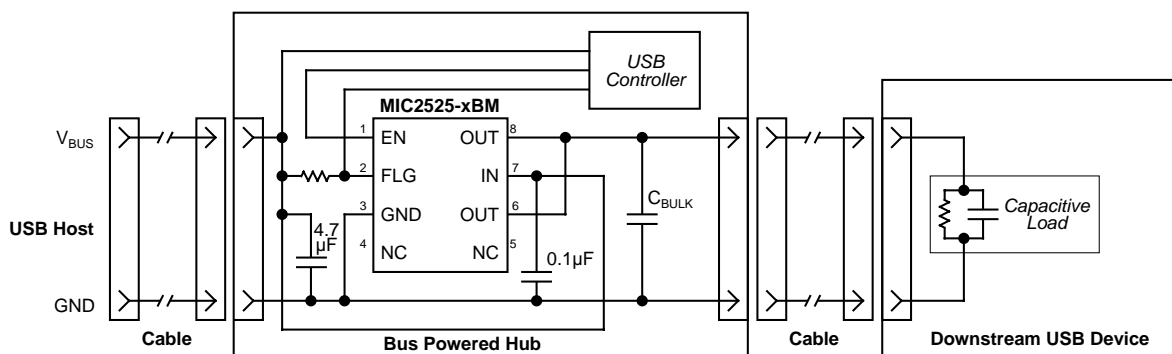 USB
Controller
MIC2525-xBM
VBUS
1
EN
OUT
8
2
FLG
IN
7
3
GND
OUT
6
4
NC
NC
5
CBULK
4.7
µF
0.1µF
USB Host
GND
Capacitive
Load
Cable
Bus Powered Hub
Cable
Downstream USB Device